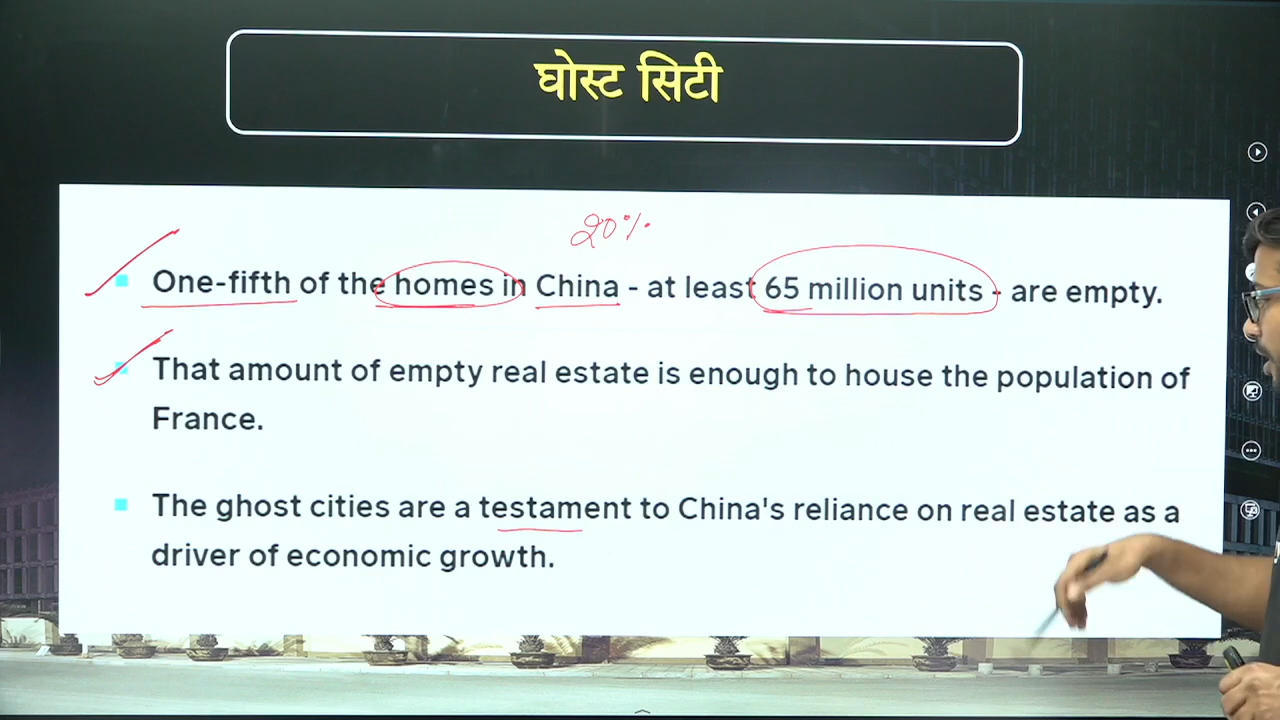 घोस्ट सिटी
20%
One-fifth of the homes in China - at least 65 million units - are empty.
That amount of empty real estate is enough to house the population of
France.
The ghost cities are a testament to China's reliance on real estate as a
driver of economic growth.